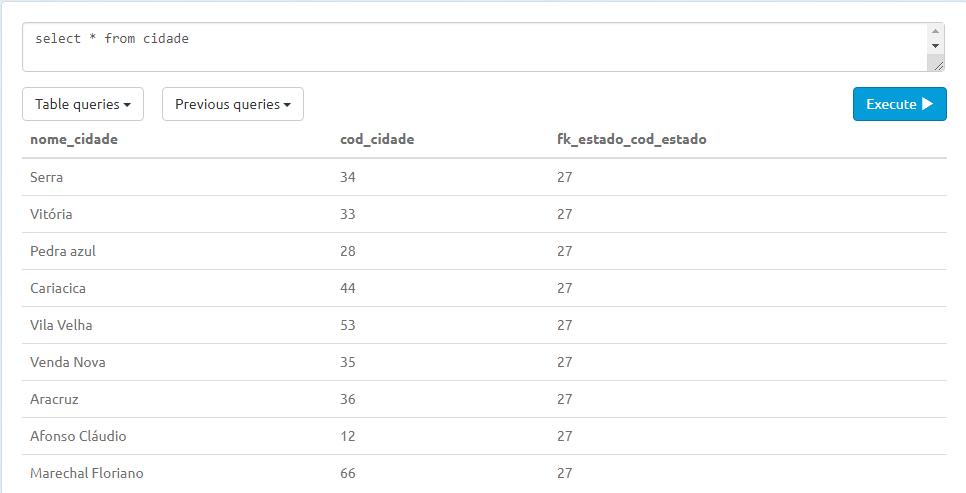 select * from cidade
Table queries Previous queries Execute
nome_cidade cod_cidade fk_estado_cod_estado
Serra 34 27
Vitória 33 27
Pedra azul 28 27
Cariacica 44 27
Vila Velha 53 27
Venda Nova 35 27
Aracruz 36 27
Afonso Cláudio 12 27
Marechal Floriano 66 27